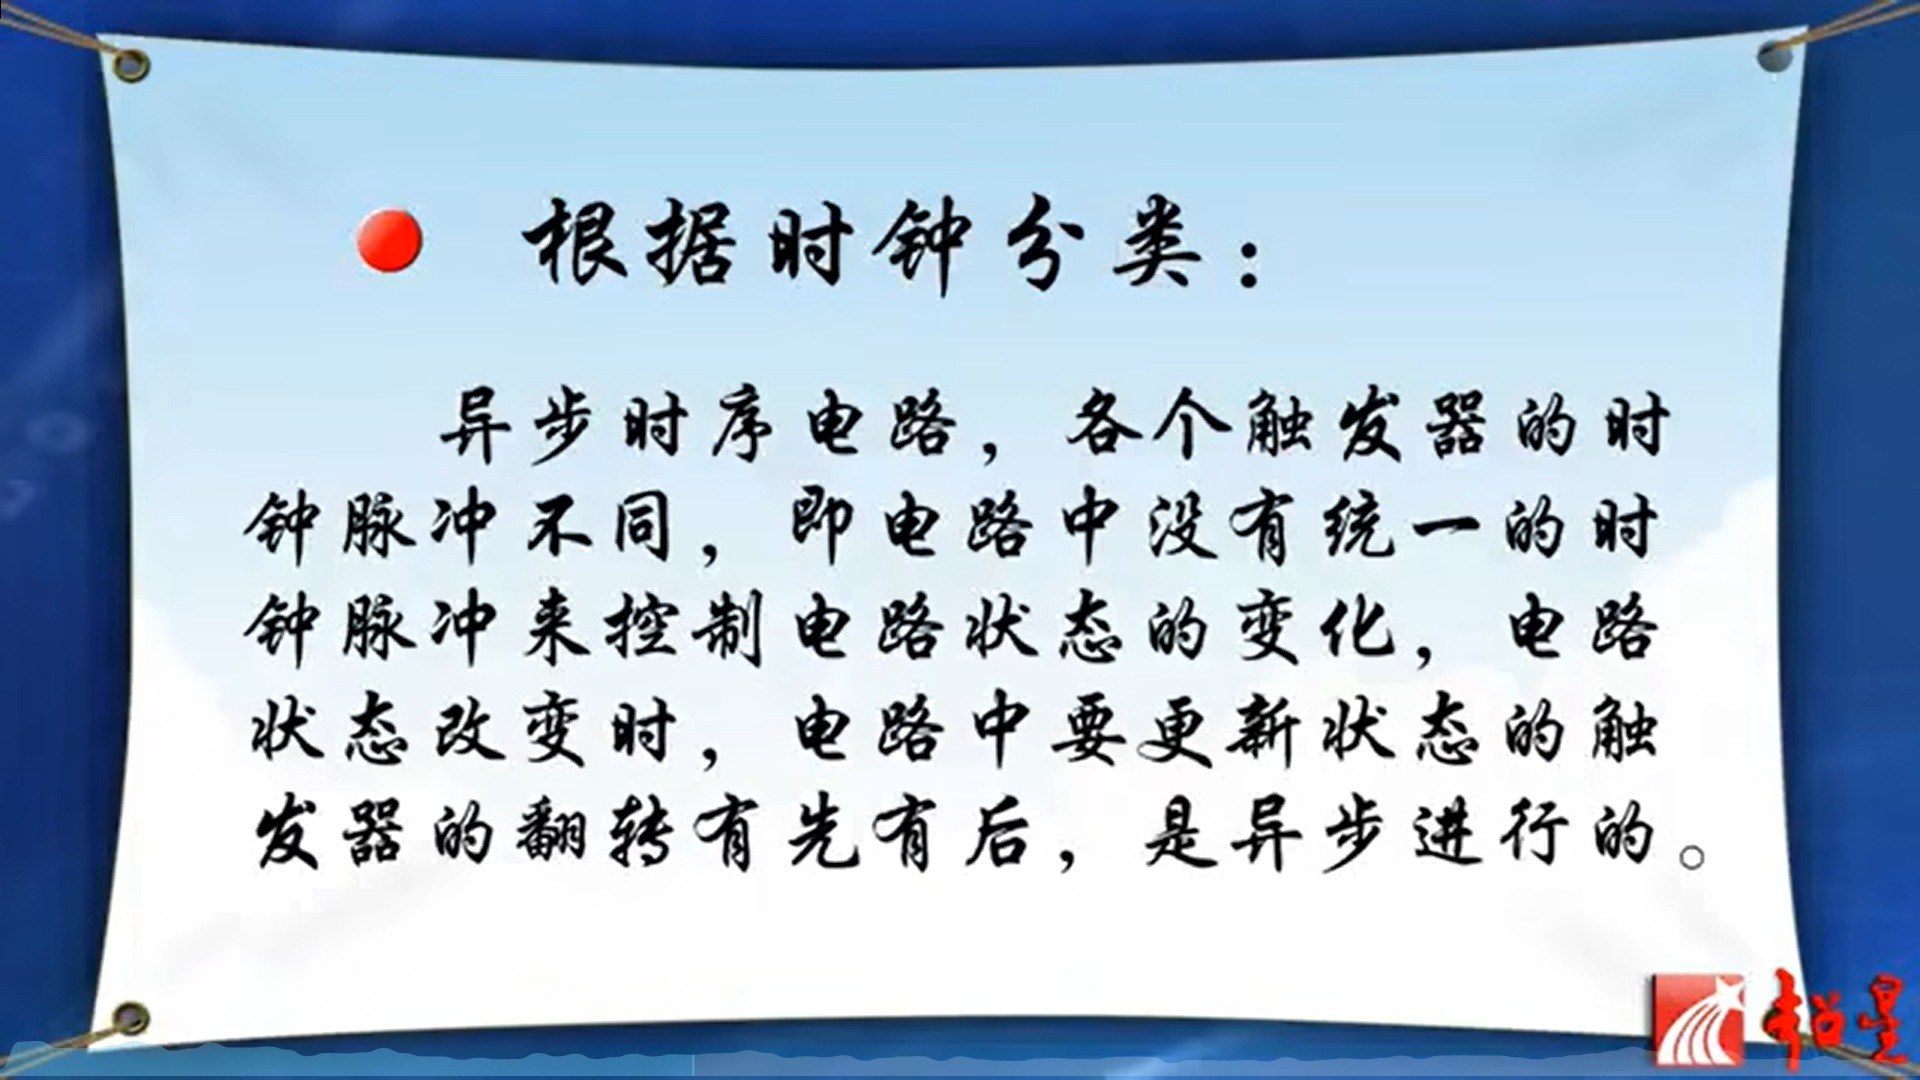 根据时钟分类：
异步时序电路，各个触发器的时
钟脉冲不同，即电路中没有统一的时
钟脉冲来控制电路状态的变化，电路
状态改变时，电路中要更新状态的触
发器的翻转有先有后，是异步进行的。
超星